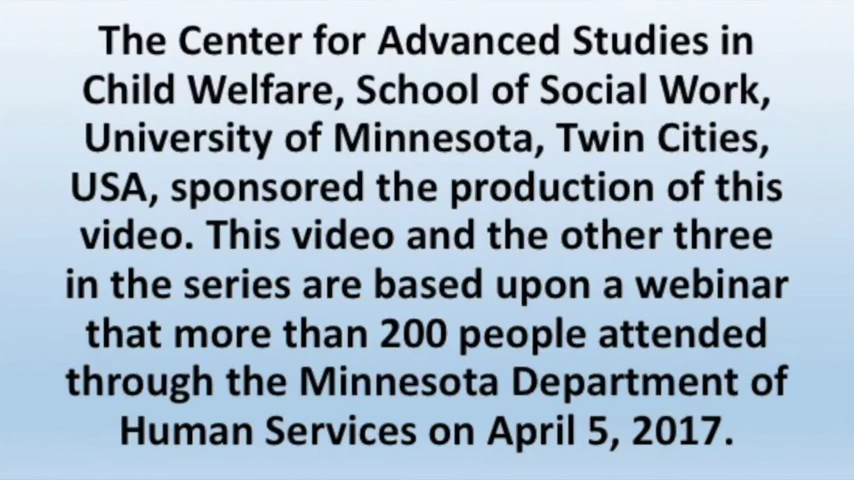 The Center for Advanced Studies in
Child Welfare, School of Social Work,
University of Minnesota, Twin Cities,
USA, sponsored the production of this
video. This video and the other three
in the series are based upon a webinar
that more than 200 people attended
through the Minnesota Department of
Human Services on April 5, 2017.